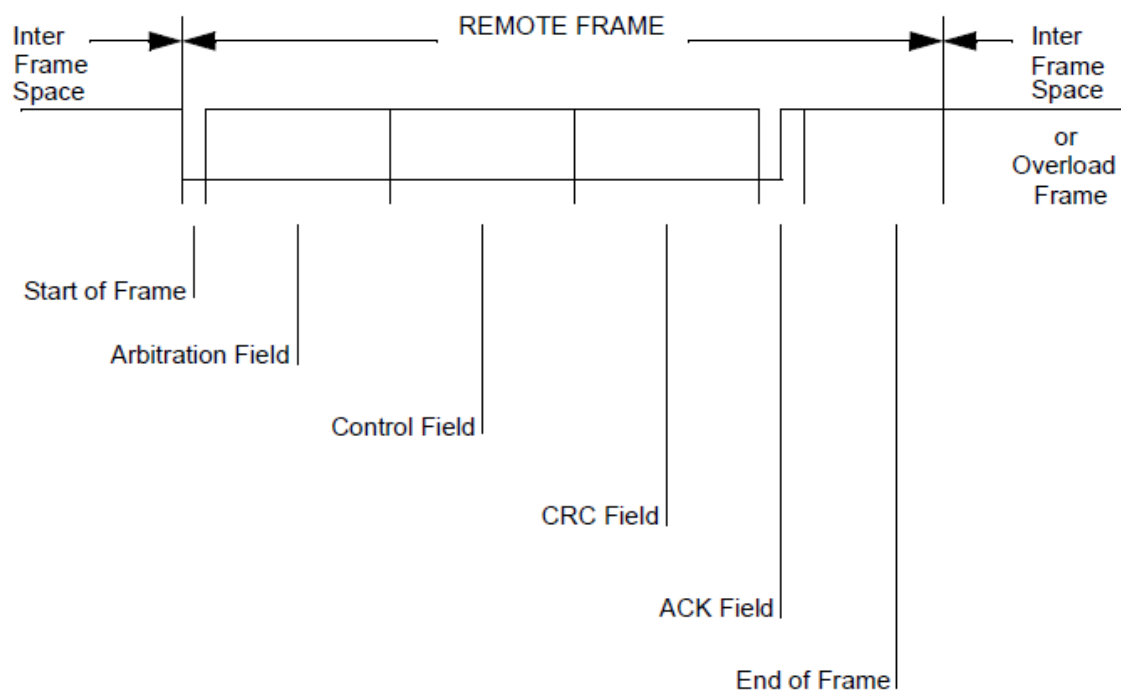 REMOTE FRAME
Inter
Frame
Space
Inter
Frame
Space
or
Overload
Frame
Start of Frame
Arbitration Field
Control Field
CRC Field
ACK Field
End of Frame